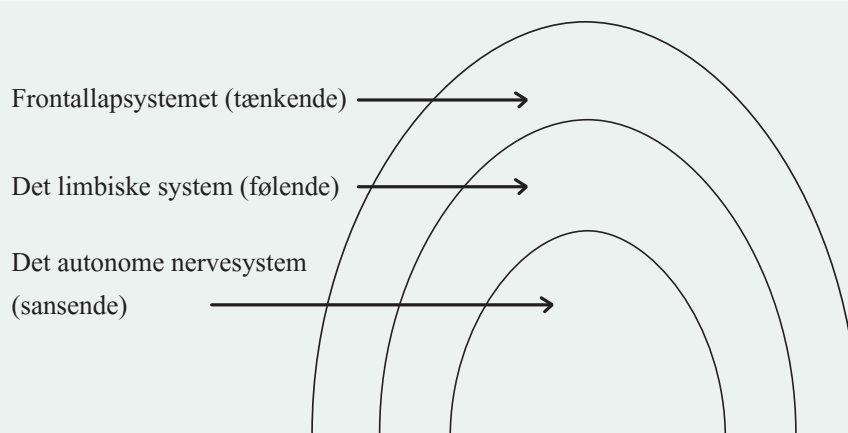 Frontallapsystemet (tænkende)
Det limbiske system (følende)
Det autonome nervesystem
(sansende)